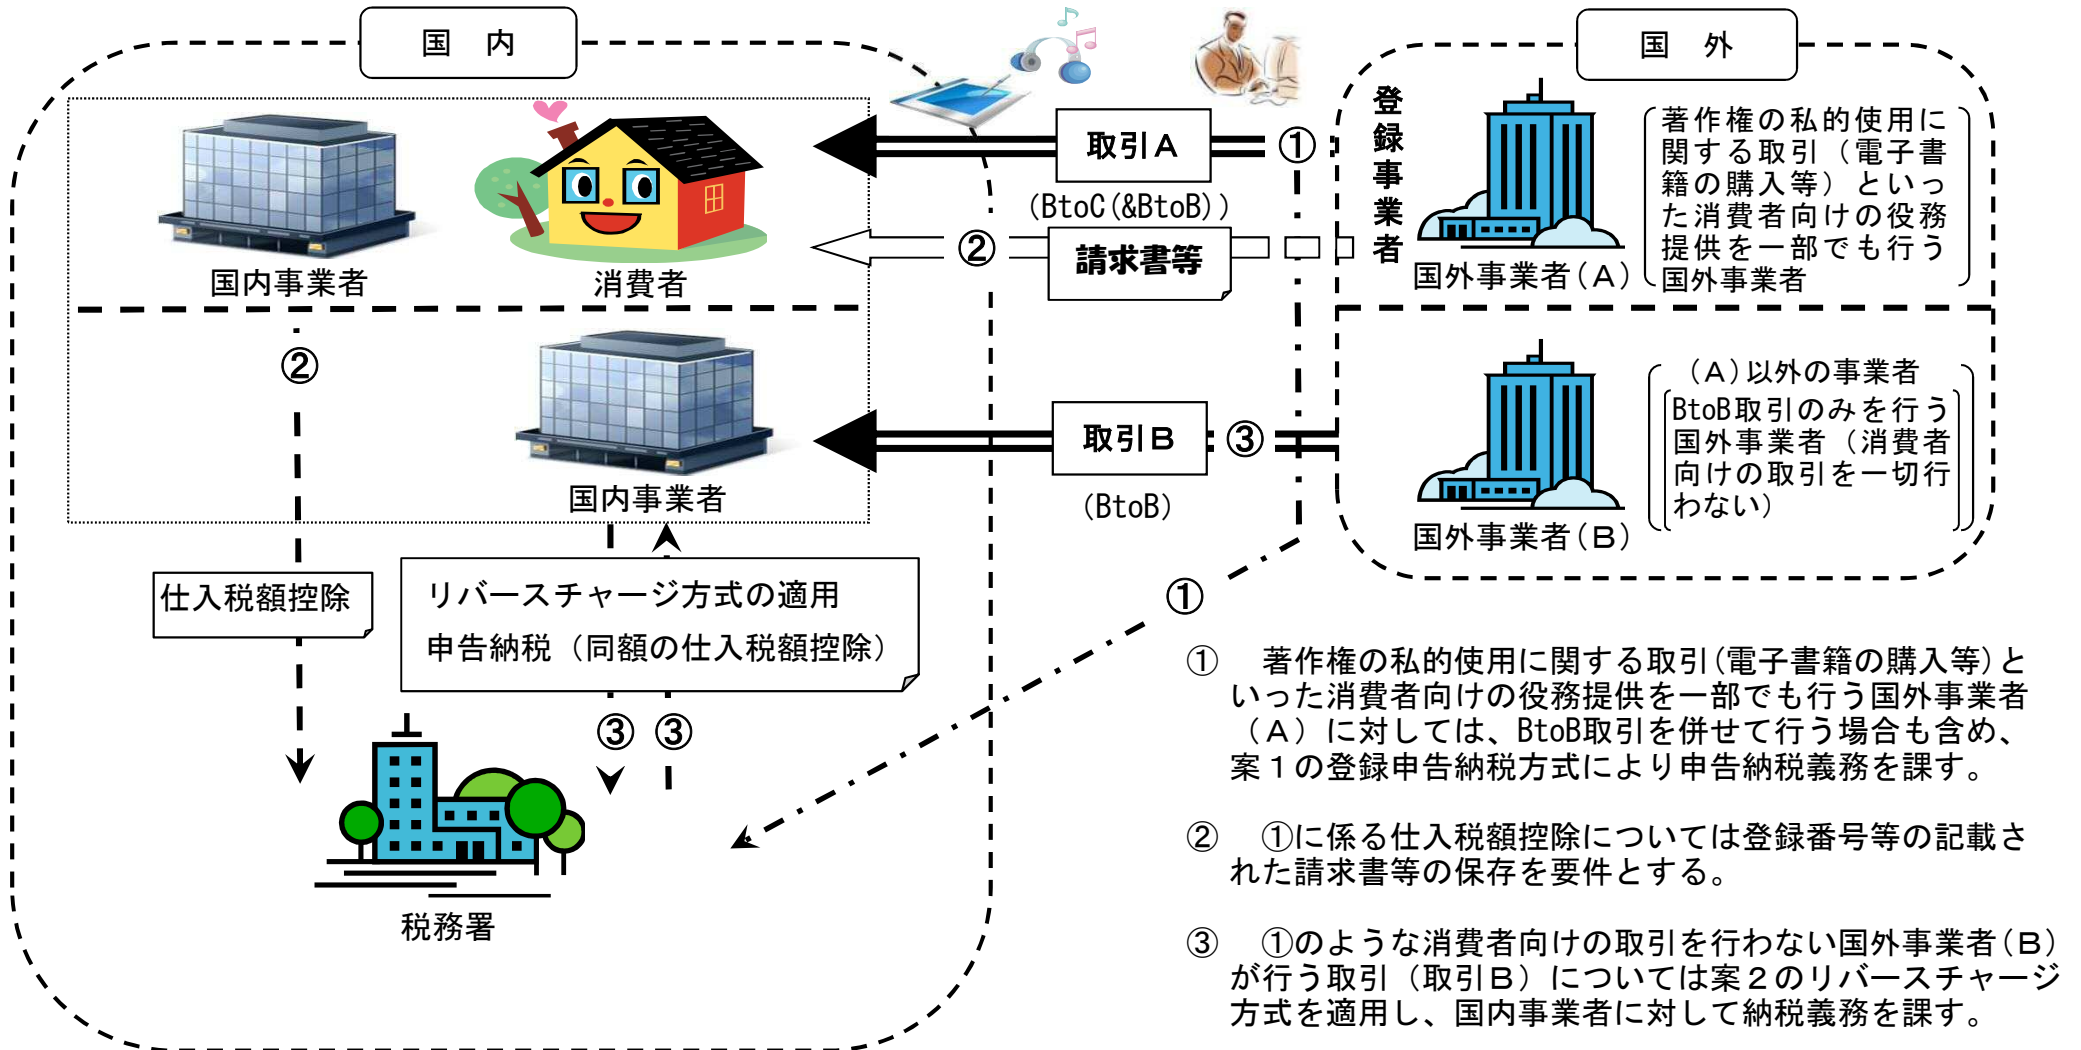 国　内
国　外
国内事業者
消費者
取引A
①
(BtoC(&BtoB))
②
請求書等
登録事業者
国外事業者(A)
著作権の私的使用に
関する取引（電子書
籍の購入等）といっ
た消費者向けの役務
提供を一部でも行う
国外事業者
②
国内事業者
取引B
③
(BtoB)
国外事業者(B)
(A)以外の事業者
BtoB取引のみを行う
国外事業者（消費者
向けの取引を一切行
わない）
仕入税額控除
リバースチャージ方式の適用
申告納税（同額の仕入税額控除）
①
③
③
税務署
①　著作権の私的使用に関する取引(電子書籍の購入等)と
いった消費者向けの役務提供を一部でも行う国外事業者
（A）に対しては、BtoB取引を併せて行う場合も含め、
案１の登録申告納税方式により申告納税義務を課す。
②　①に係る仕入税額控除については登録番号等の記載さ
れた請求書等の保存を要件とする。
③　①のような消費者向けの取引を行わない国外事業者(B)
が行う取引（取引B）については案２のリバースチャージ
方式を適用し、国内事業者に対して納税義務を課す。